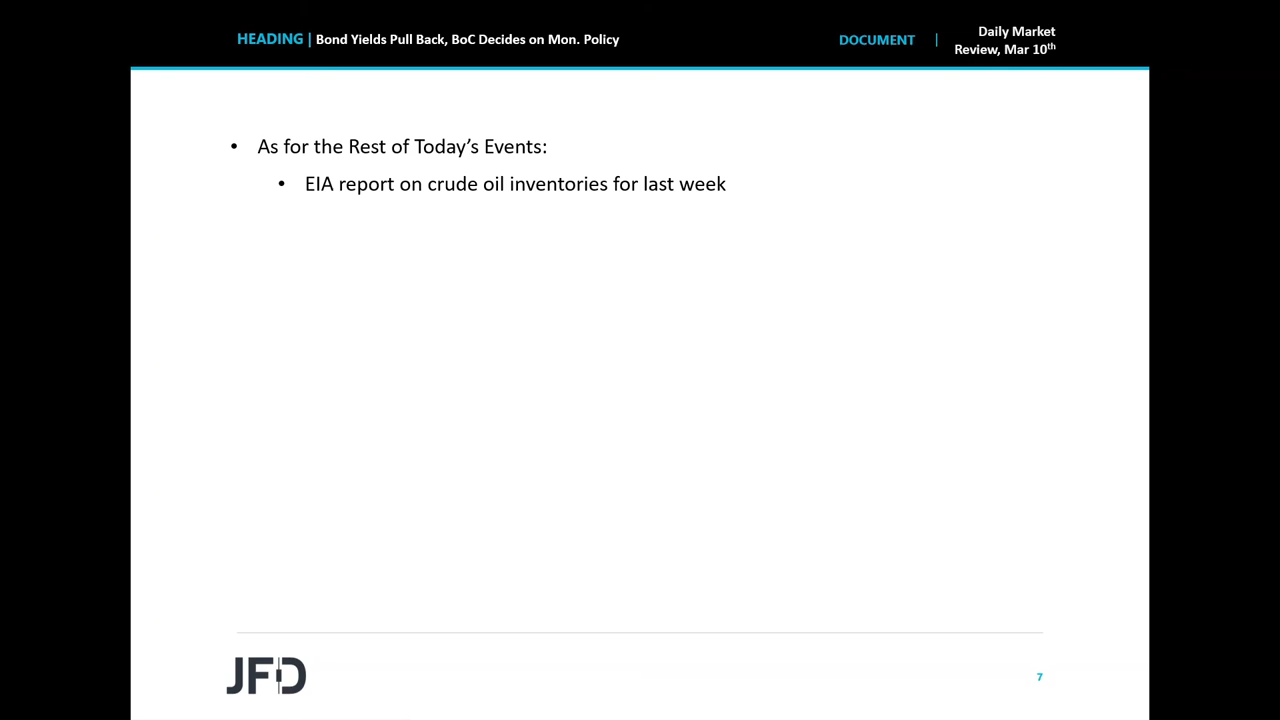 HEADING | Bond Yields Pull Back, BoC Decides on Mon. Policy
DOCUMENT | Daily Market
Review, Mar 10th
• As for the Rest of Today's Events:
• EIA report on crude oil inventories for last week
JFD
7